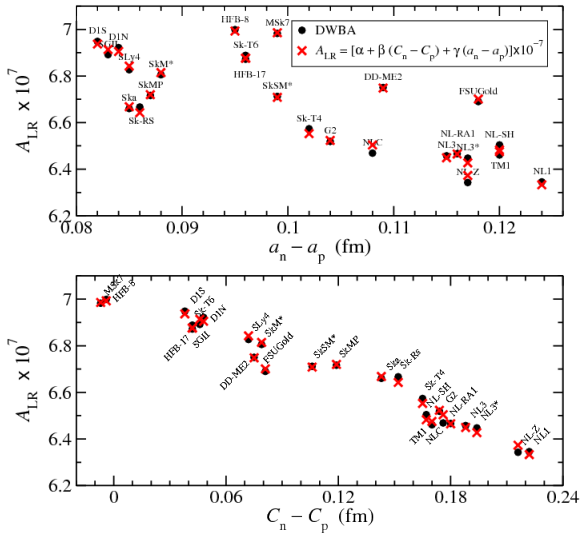 A_LR x 10^7
7
6.8
6.6
6.4
6.2
0.08
0.09
0.1
0.11
0.12
a_n − a_p (fm)
DWBA
A_LR = [α + β (C_n − C_p) + γ (a_n − a_p)]x10^-7
D1S
D1N
SGII
SLy4
SkM*
SkMP
Ska
Sk-RS
HFB-8
MSk7
Sk-T6
HFB-17
SkSM*
Sk-T4
G2
DD-ME2
NLC
FSUGold
NL-RA1
NL3
NL3*
NL-SH
NL-Z
TM1
NL1
A_LR x 10^7
7
6.8
6.6
6.4
6.2
0
0.06
0.12
0.18
0.24
C_n − C_p (fm)
MSk7
HFB-8
D1S
Sk-T6
D1N
HFB-17
SGII
SLy4
SkM*
DD-ME2
FSUGold
SkSM*
SkMP
Ska
Sk-Rs
Sk-T4
NL-SH
G2
NL-RA1
TM1
NLC
NL3
NL3*
NL-Z
NL1